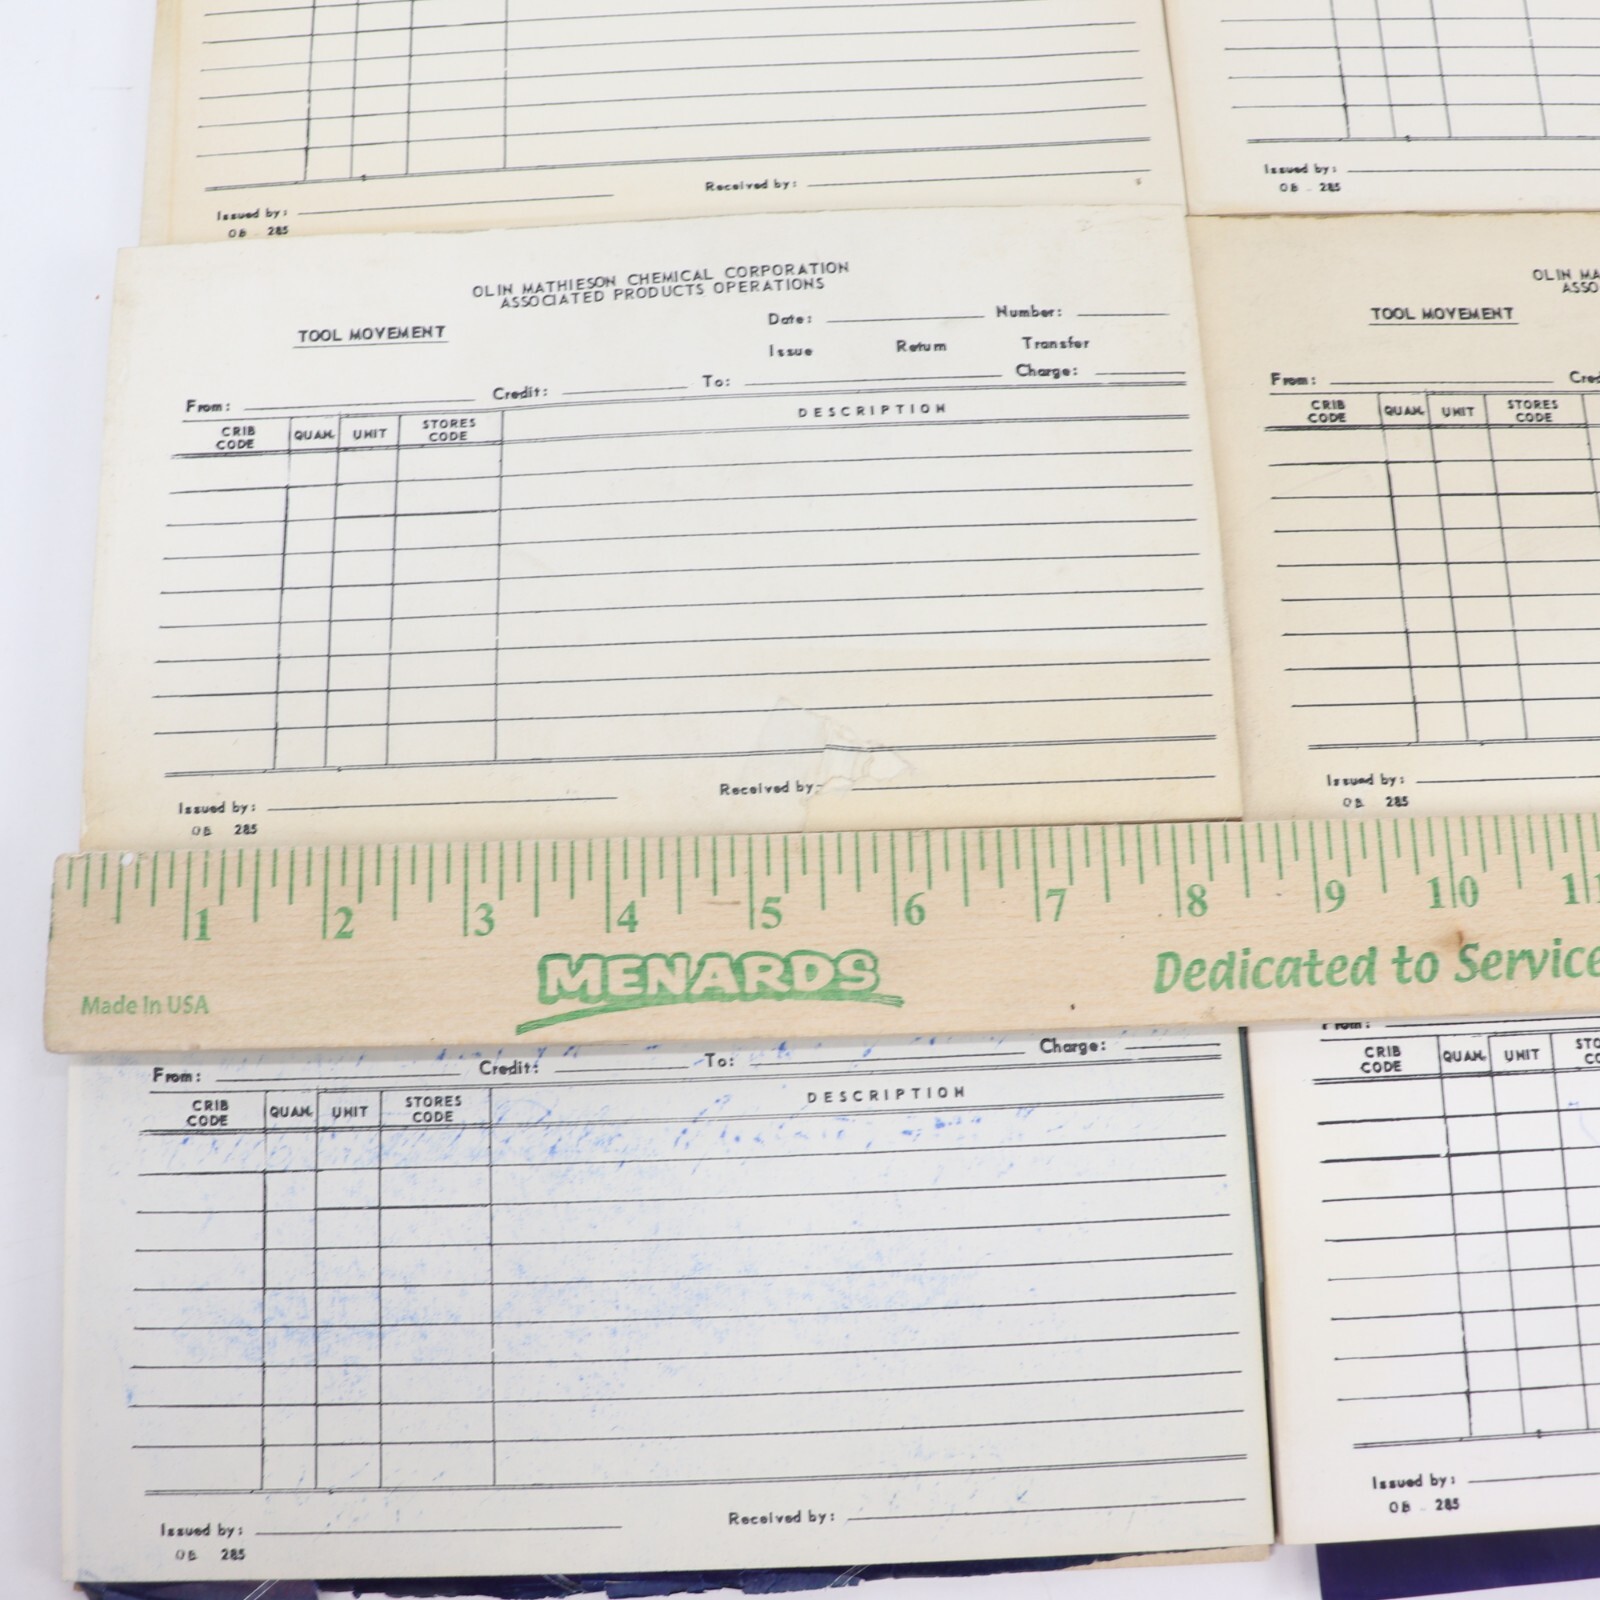 Issued by: Received by:
OB 285
Issued by:
OB 285
OLIN MATHIESON CHEMICAL CORPORATION
ASSOCIATED PRODUCTS OPERATIONS
TOOL MOVEMENT
Date: Number:
Issue Return Transfer
From: Credit: To: Charge:
CRIB CODE QUAN. UNIT STORES CODE DESCRIPTION
Issued by: Received by:
OB 285
OLIN MA
ASSO
TOOL MOVEMENT
From: Cred
CRIB CODE QUAN. UNIT STORES CODE
Issued by:
OB 285
1 2 3 4 5 6 7 8 9 10 11
Made In USA MENARDS Dedicated to Service
From: Credit: To: Charge:
CRIB CODE QUAN. UNIT STORES CODE DESCRIPTION
Issued by: Received by:
OB 285
From:
CRIB CODE QUAN. UNIT STO CO
Issued by:
OB 285